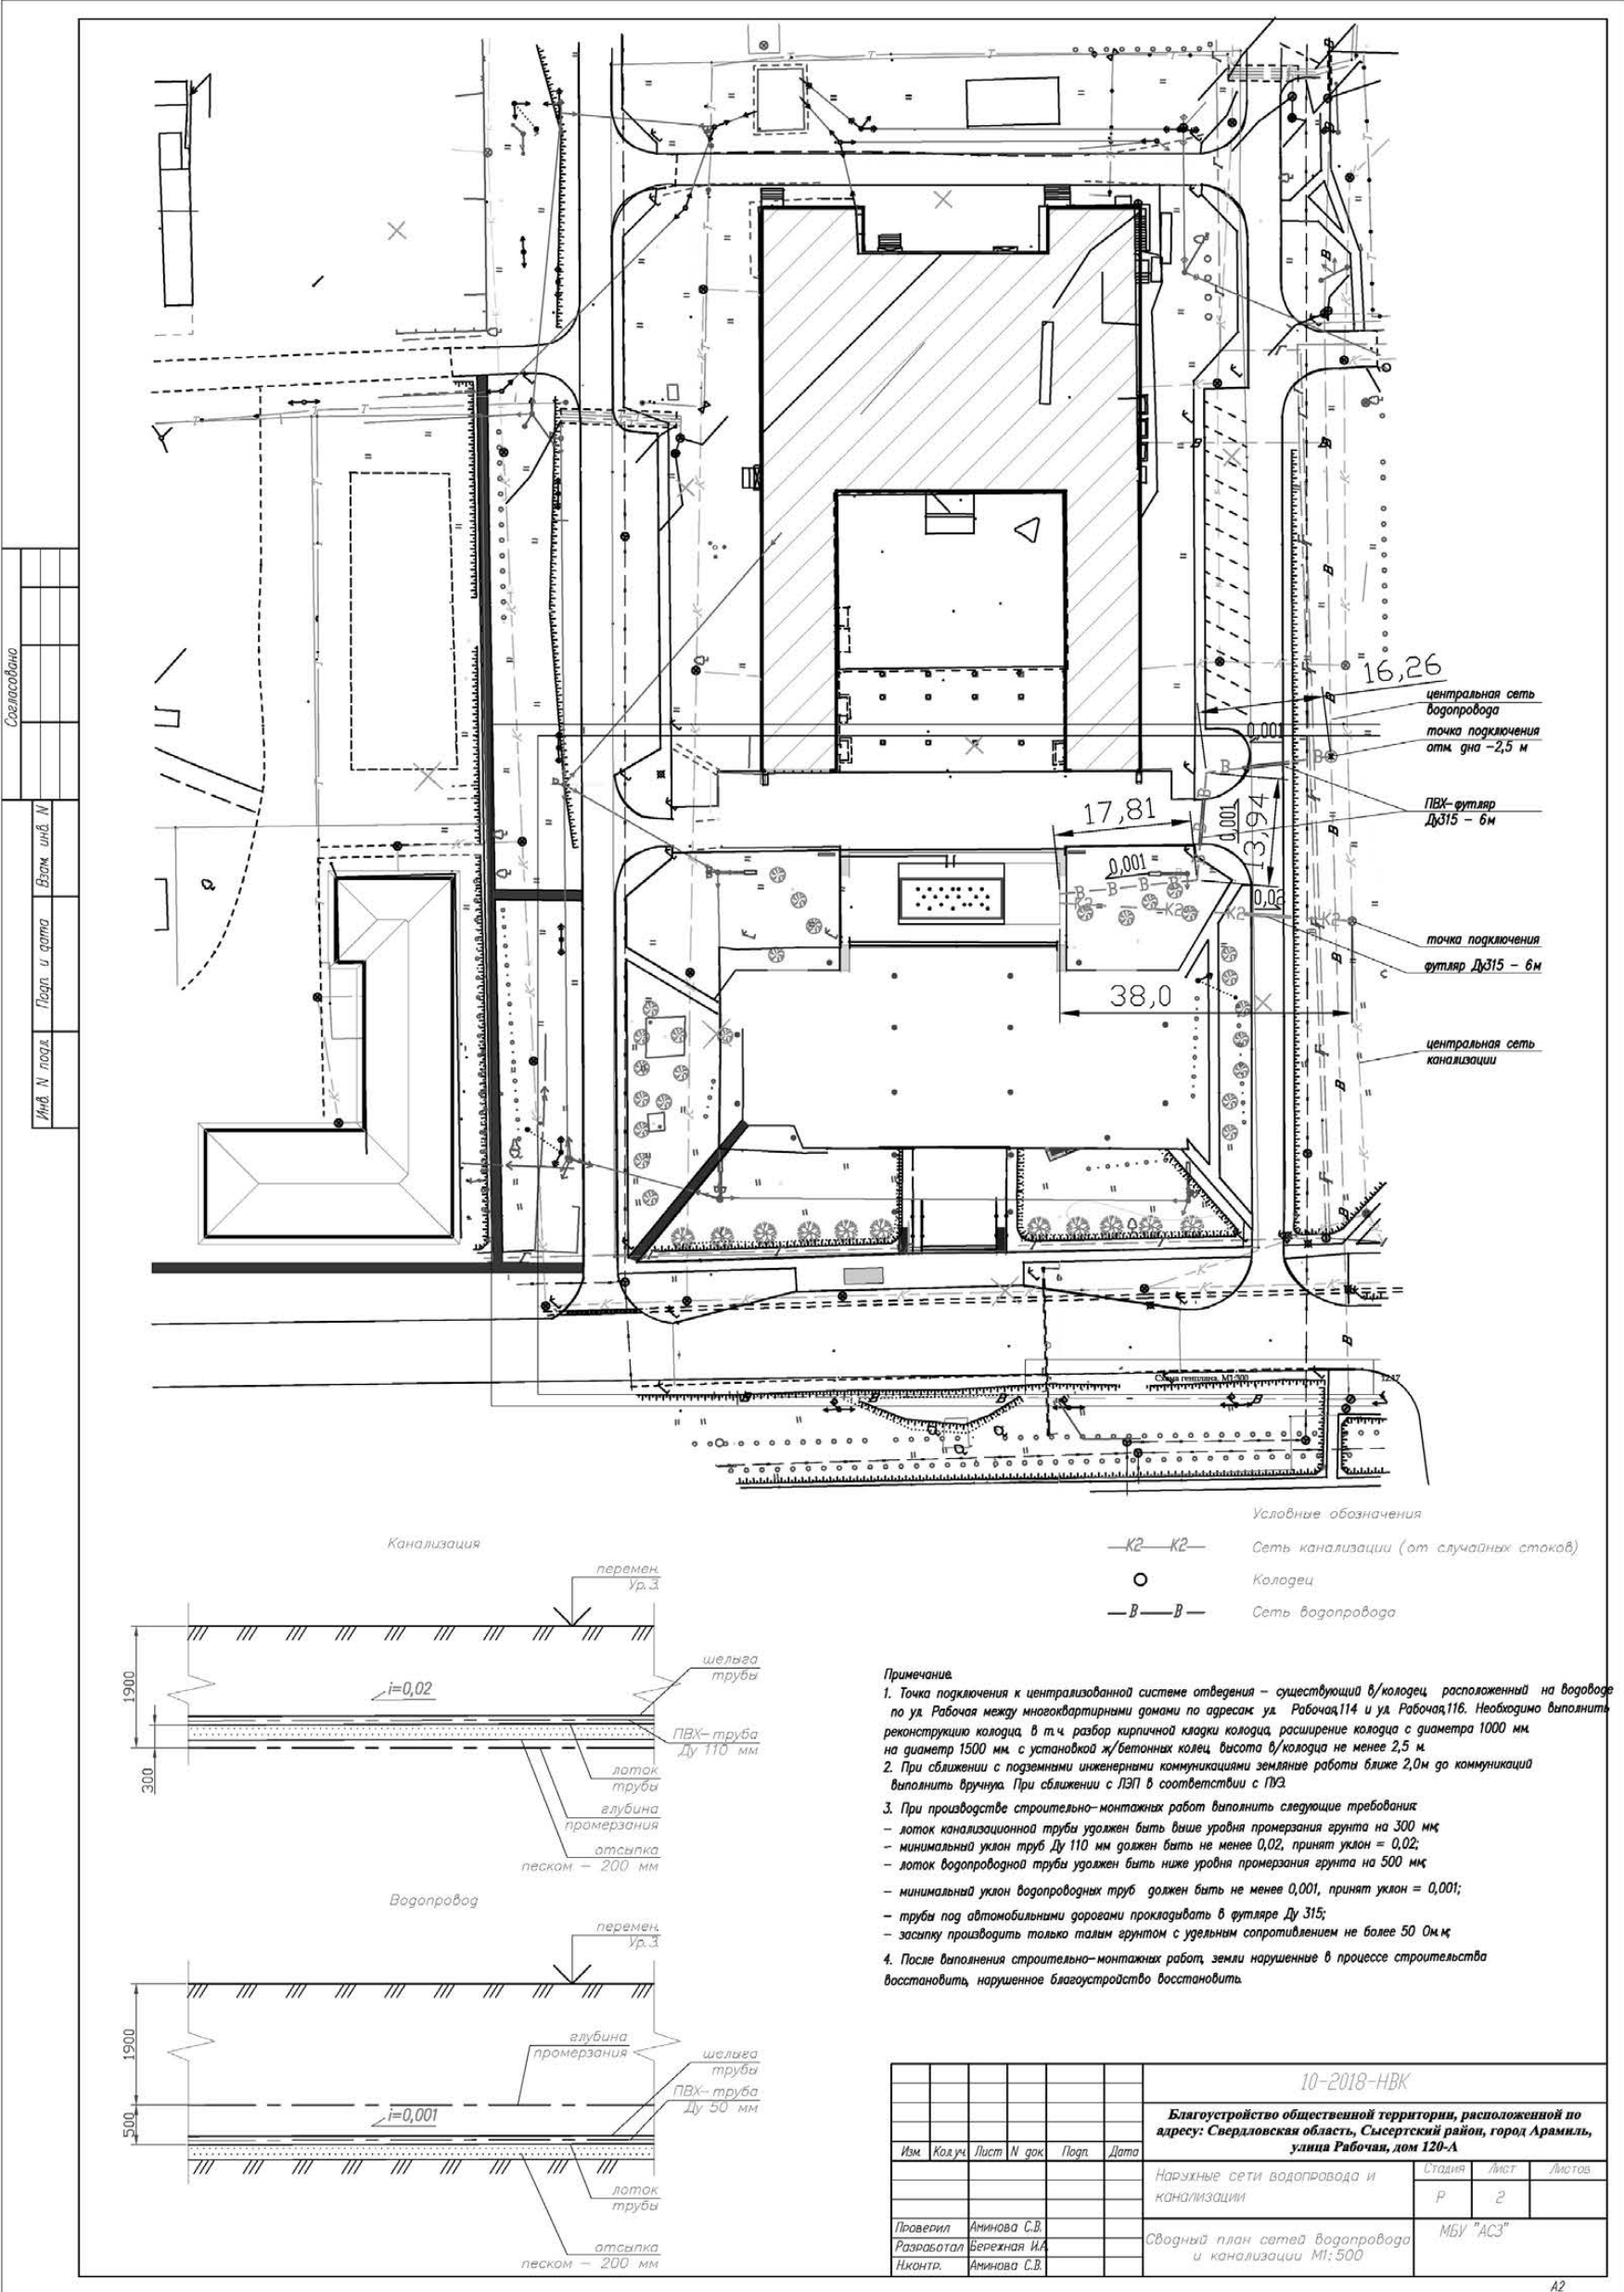 Согласовано
Взам. инв. N
Подп. и дата
Инв. N подл.
16,26
центральная сеть
водопровода
точка подключения
отм. дна -2,5 м
0,001
ПВХ-футляр
Ду315 - 6м
17,81
0,001
13,94
0,001
0,02
В-В-В-В
К2
К2
К2
точка подключения
футляр Ду315 - 6м
38,0
центральная сеть
канализации
Схема генплана, М1:500
Условные обозначения
К2 К2
Сеть канализации (от случайных стоков)
Колодец
В В
Сеть водопровода
Канализация
перемен.
Ур.З.
1900
i=0,02
шелыга
трубы
ПВХ-труба
Ду 110 мм
300
лоток
трубы
глубина
промерзания
отсыпка
песком - 200 мм
Водопровод
перемен.
Ур.З.
1900
глубина
промерзания
шелыга
трубы
ПВХ-труба
Ду 50 мм
500
i=0,001
лоток
трубы
отсыпка
песком - 200 мм
Примечание.
1. Точка подключения к централизованной системе отведения - существующий в/колодец, расположенный на водоводе
по ул. Рабочая между многоквартирными домами по адресам: ул. Рабочая,114 и ул. Рабочая,116. Необходимо выполнить
реконструкцию колодца, в т.ч. разбор кирпичной кладки колодца, расширение колодца с диаметра 1000 мм.
на диаметр 1500 мм. с установкой ж/бетонных колец. Высота в/колодца не менее 2,5 м.
2. При сближении с подземными инженерными коммуникациями земляные работы ближе 2,0м до коммуникаций
выполнить вручную. При сближении с ЛЭП в соответствии с ПУЭ.
3. При производстве строительно-монтажных работ выполнить следующие требования:
- лоток канализационной трубы удолжен быть выше уровня промерзания грунта на 300 мм;
- минимальный уклон труб Ду 110 мм должен быть не менее 0,02, принят уклон = 0,02;
- лоток водопроводной трубы удолжен быть ниже уровня промерзания грунта на 500 мм;
- минимальный уклон водопроводных труб должен быть не менее 0,001, принят уклон = 0,001;
- трубы под автомобильными дорогами прокладывать в футляре Ду 315;
- засыпку производить только талым грунтом с удельным сопротивлением не более 50 Ом.м;
4. После выполнения строительно-монтажных работ, земли нарушенные в процессе строительства
восстановить, нарушенное благоустройство восстановить.
10-2018-НВК
Благоустройство общественной территории, расположенной по
адресу: Свердловская область, Сысертский район, город Арамиль,
улица Рабочая, дом 120-А
Изм. Кол.уч. Лист N док. Подп. Дата
Наружные сети водопровода и
канализации
Стадия Лист Листов
Р 2
Проверил Аминова С.В.
Разработал Бережная И.А.
Н.контр. Аминова С.В.
Сводный план сетей водопровода
и канализации М1:500
МБУ "АСЗ"
А2